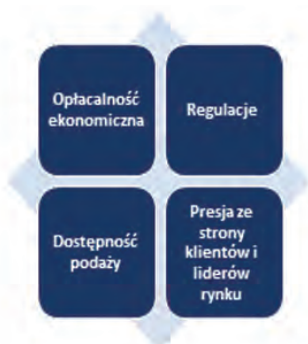 Opłacalność
ekonomiczna
Regulacje
Dostępność
podaży
Presja ze
strony
klientów i
liderów
rynku